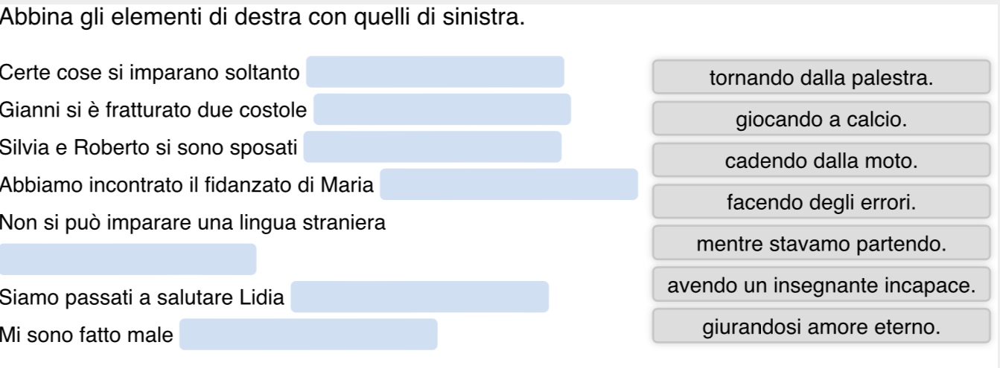 Abbina gli elementi di destra con quelli di sinistra.
Certe cose si imparano soltanto
Gianni si è fratturato due costole
Silvia e Roberto si sono sposati
Abbiamo incontrato il fidanzato di Maria
Non si può imparare una lingua straniera
Siamo passati a salutare Lidia
Mi sono fatto male
tornando dalla palestra.
giocando a calcio.
cadendo dalla moto.
facendo degli errori.
mentre stavamo partendo.
avendo un insegnante incapace.
giurandosi amore eterno.